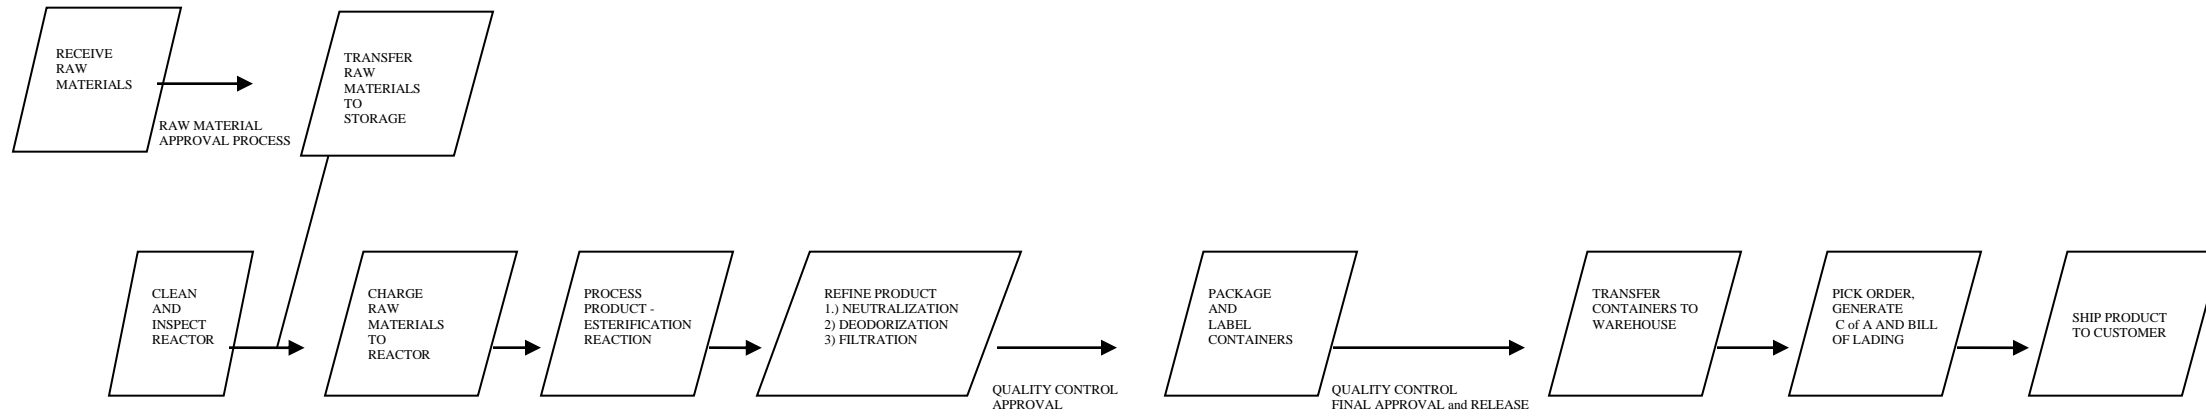 RECEIVE
RAW
MATERIALS
RAW MATERIAL
APPROVAL PROCESS
TRANSFER
RAW
MATERIALS
TO
STORAGE
CLEAN
AND
INSPECT
REACTOR
CHARGE
RAW
MATERIALS
TO
REACTOR
PROCESS
PRODUCT -
ESTERIFICATION
REACTION
REFINE PRODUCT
1.) NEUTRALIZATION
2) DEODORIZATION
3) FILTRATION
QUALITY CONTROL
APPROVAL
PACKAGE
AND
LABEL
CONTAINERS
QUALITY CONTROL
FINAL APPROVAL and RELEASE
TRANSFER
CONTAINERS TO
WAREHOUSE
PICK ORDER,
GENERATE
C of A AND BILL
OF LADING
SHIP PRODUCT
TO CUSTOMER